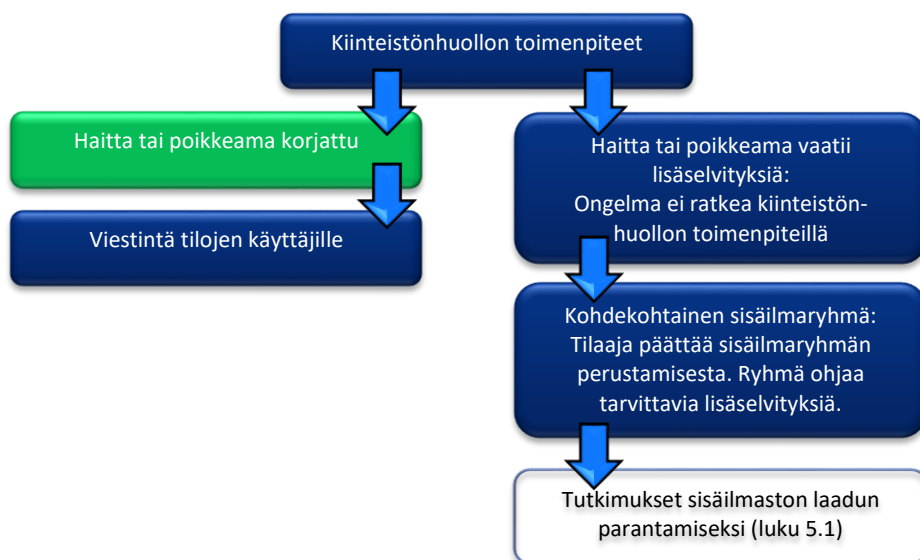 Kiinteistönhuollon toimenpiteet
Haitta tai poikkeama korjattu
Viestintä tilojen käyttäjille
Haitta tai poikkeama vaatii
lisäselvityksiä:
Ongelma ei ratkea kiinteistön-
huollon toimenpiteillä
Kohdekohtainen sisäilmaryhmä:
Tilaaja päättää sisäilmaryhmän
perustamisesta. Ryhmä ohjaa
tarvittavia lisäselvityksiä.
Tutkimukset sisäilmaston laadun
parantamiseksi (luku 5.1)